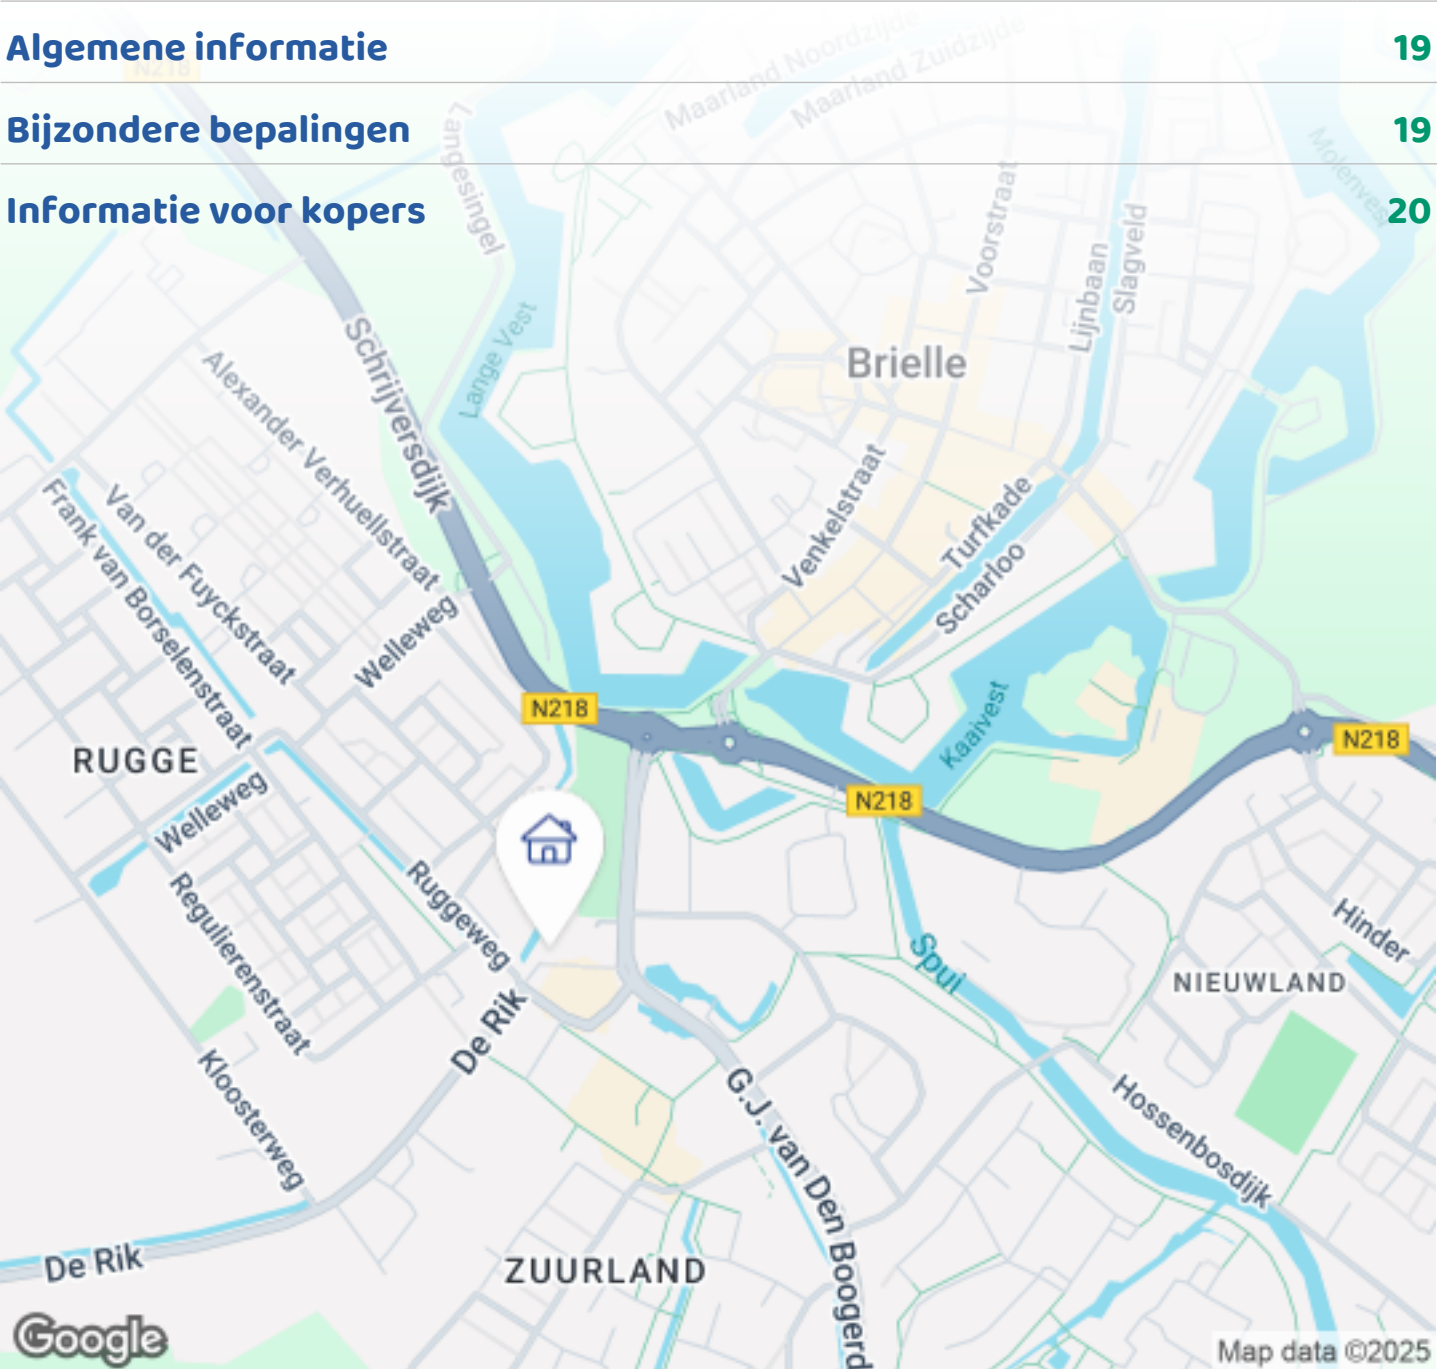 Algemene informatie 19
Bijzondere bepalingen 19
Informatie voor kopers 20
N218
Maarland Noordzijde
Maarland Zuidzijde
Langesingel
Molenvest
Voorstraat
Lijnbaan
Slagveld
Lange Vest
Schrijversdijk
Brielle
Alexander Verhuellstraat
Venkelstraat
Turfkade
Scharloo
Van der Fuyckstraat
Frank van Borselenstraat
Welleweg
Kaaivest
N218
N218
N218
RUGGE
Welleweg
Ruggeweg
Regulierenstraat
Spui
Hinder
NIEUWLAND
De Rik
Kloosterweg
G.J. van Den Boogerd
Hossenbosdijk
De Rik
ZUURLAND
Google
Map data ©2025